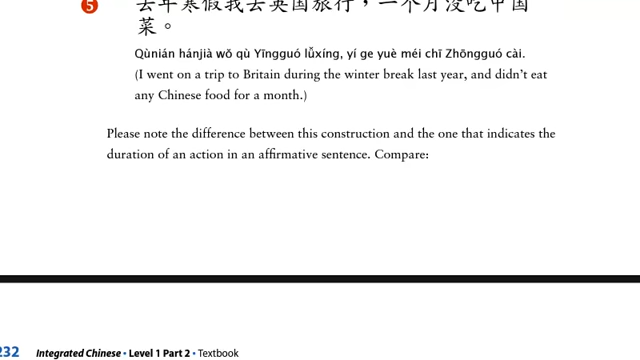 5 去年寒假我去英国旅行，一个月没吃中国
菜。
Qùnián hánjià wǒ qù Yīngguó lǚxíng, yí ge yuè méi chī Zhōngguó cài.
(I went on a trip to Britain during the winter break last year, and didn’t eat
any Chinese food for a month.)
Please note the difference between this construction and the one that indicates the
duration of an action in an affirmative sentence. Compare:
232 Integrated Chinese • Level 1 Part 2 • Textbook